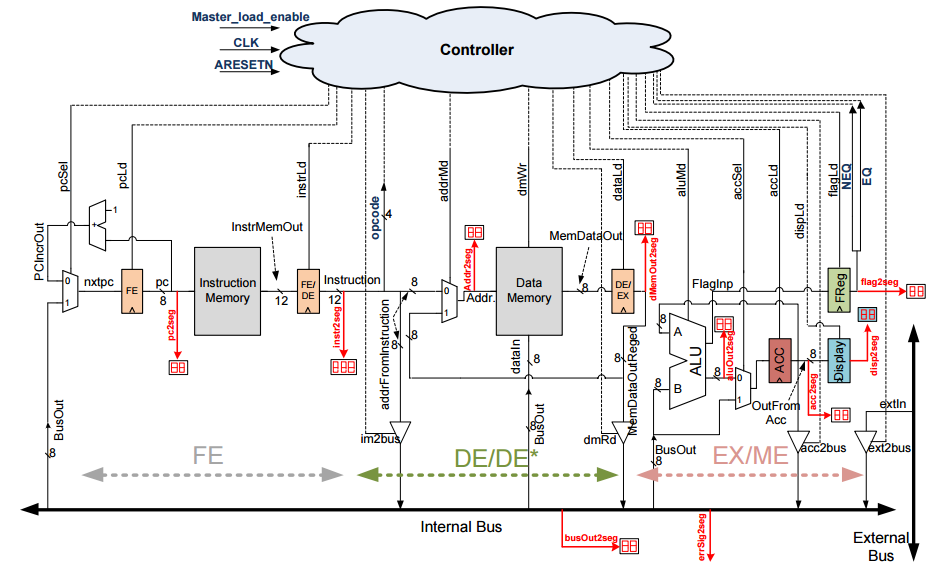 Master_load_enable
CLK
ARESETN
Controller
pcSel
pcLd
instrLd
opcode
4
addrMd
dmWr
dataLd
aluMd
accSel
accLd
dispLd
flagLd
NEQ
EQ
PCIncrOut
1
+
0
1
nxtpc
FE
>
pc
8
pc2seg
Instruction
Memory
InstrMemOut
12
FE/
DE
>
Instruction
12
instr2seg
8
addrFromInstruction
8
0
1
Addr2seg
Addr.
Data
Memory
MemDataOut
8
dataIn
8
8
BusOut
DE/
EX
>
dMemOut2seg
8
MemDataOutReged
FlagInp
8
A
B
ALU
8
8
aluOut2seg
0
1
> ACC
OutFrom
Acc
8
acc2seg
> FReg
flag2seg
>Display
disp2seg
extIn
BusOut
8
im2bus
dmRd
BusOut
8
acc2bus
ext2bus
FE
DE/DE*
EX/ME
Internal Bus
busOut2seg
errSig2seg
External
Bus